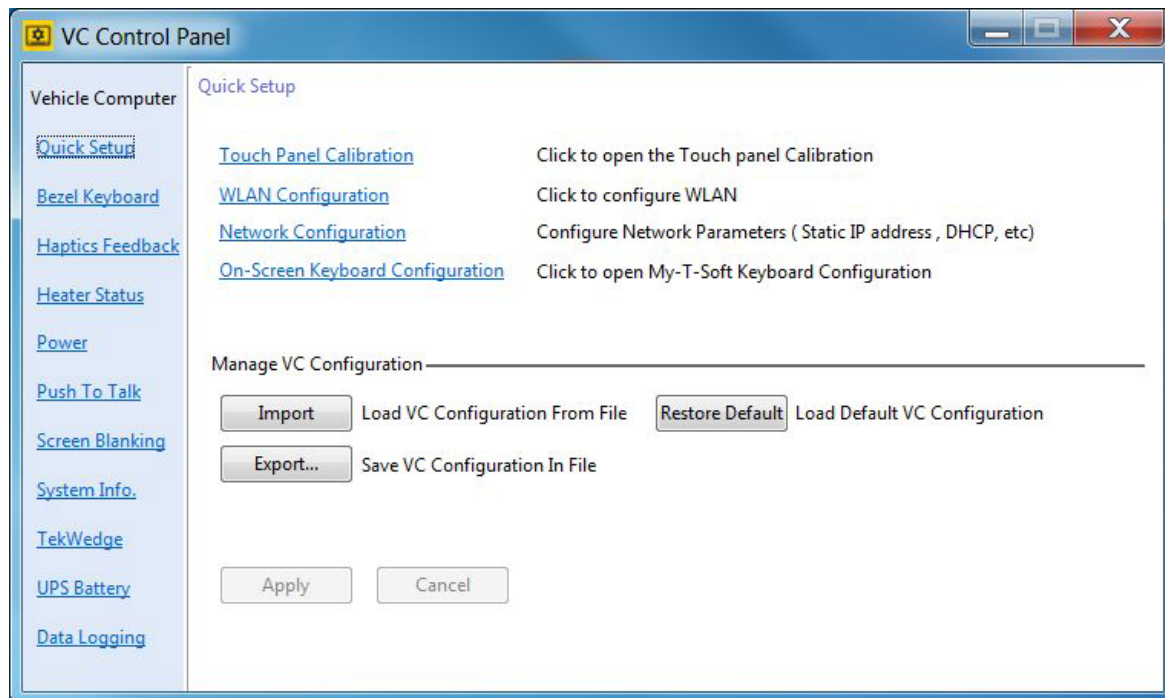 VC Control Panel
Vehicle Computer
Quick Setup
Bezel Keyboard
Haptics Feedback
Heater Status
Power
Push To Talk
Screen Blanking
System Info.
TekWedge
UPS Battery
Data Logging
Quick Setup
Touch Panel Calibration Click to open the Touch panel Calibration
WLAN Configuration Click to configure WLAN
Network Configuration Configure Network Parameters ( Static IP address , DHCP, etc)
On-Screen Keyboard Configuration Click to open My-T-Soft Keyboard Configuration
Manage VC Configuration
Import Load VC Configuration From File Restore Default Load Default VC Configuration
Export... Save VC Configuration In File
Apply Cancel